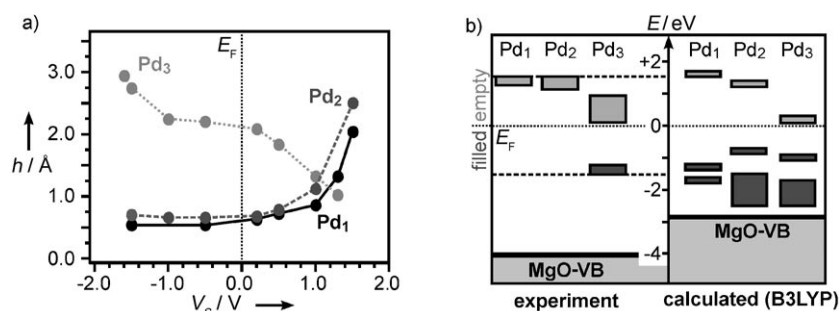 a)
3.0
2.0
1.0
0.0
h / Å
Pd3
EF
Pd2
Pd1
-2.0 -1.0 0.0 1.0 2.0
b)
E / eV
Pd1 Pd2 Pd3
Pd1 Pd2 Pd3
filled empty
EF
+2
0
-2
-4
MgO-VB
MgO-VB
experiment
calculated (B3LYP)